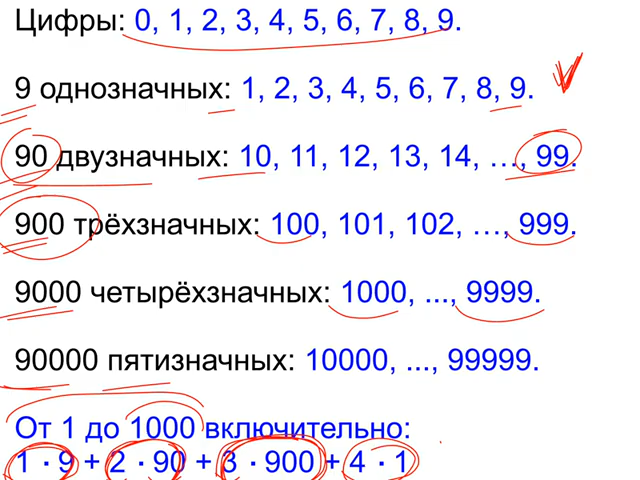 Цифры: 0, 1, 2, 3, 4, 5, 6, 7, 8, 9.
9 однозначных: 1, 2, 3, 4, 5, 6, 7, 8, 9.
90 двузначных: 10, 11, 12, 13, 14, …, 99.
900 трёхзначных: 100, 101, 102, …, 999.
9000 четырёхзначных: 1000, ..., 9999.
90000 пятизначных: 10000, ..., 99999.
От 1 до 1000 включительно:
1 · 9 + 2 · 90 + 3 · 900 + 4 · 1